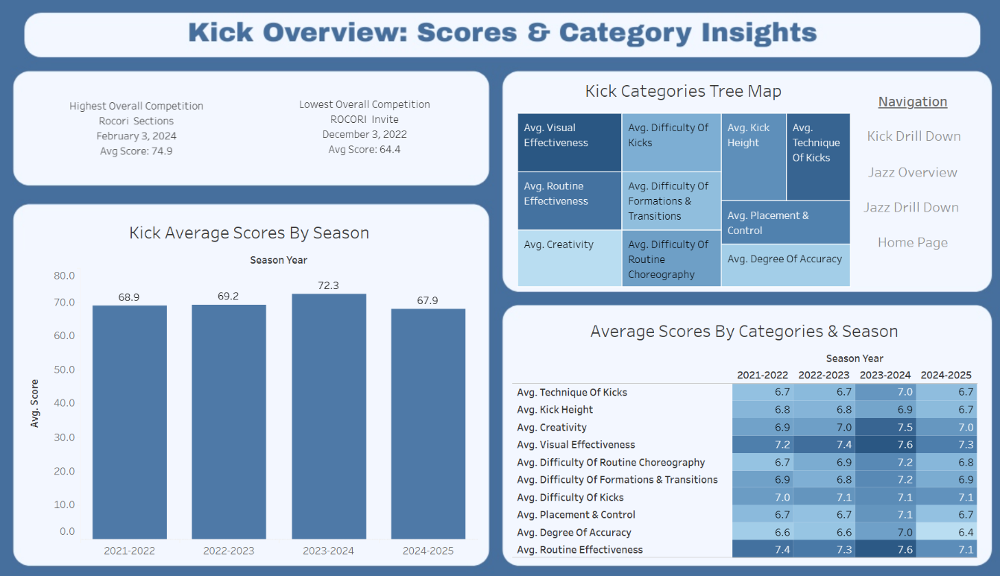 Kick Overview: Scores & Category Insights
Highest Overall Competition
Rocori Sections
February 3, 2024
Avg Score: 74.9
Lowest Overall Competition
ROCORI Invite
December 3, 2022
Avg Score: 64.4
Kick Average Scores By Season
Season Year
80.0
70.0
60.0
50.0
40.0
30.0
20.0
10.0
0.0
Avg. Score
68.9
69.2
72.3
67.9
2021-2022
2022-2023
2023-2024
2024-2025
Kick Categories Tree Map
Avg. Visual
Effectiveness
Avg. Routine
Effectiveness
Avg. Creativity
Avg. Difficulty Of
Kicks
Avg. Difficulty Of
Formations &
Transitions
Avg. Difficulty Of
Routine
Choreography
Avg. Kick
Height
Avg.
Technique
Of Kicks
Avg. Placement &
Control
Avg. Degree Of Accuracy
Navigation
Kick Drill Down
Jazz Overview
Jazz Drill Down
Home Page
Average Scores By Categories & Season
Season Year
2021-2022 2022-2023 2023-2024 2024-2025
Avg. Technique Of Kicks 6.7 6.7 7.0 6.7
Avg. Kick Height 6.8 6.8 6.9 6.7
Avg. Creativity 6.9 7.0 7.5 7.0
Avg. Visual Effectiveness 7.2 7.4 7.6 7.3
Avg. Difficulty Of Routine Choreography 6.7 6.9 7.2 6.8
Avg. Difficulty Of Formations & Transitions 6.9 6.8 7.2 6.9
Avg. Difficulty Of Kicks 7.0 7.1 7.1 7.1
Avg. Placement & Control 6.7 6.7 7.1 6.7
Avg. Degree Of Accuracy 6.6 6.6 7.0 6.4
Avg. Routine Effectiveness 7.4 7.3 7.6 7.1